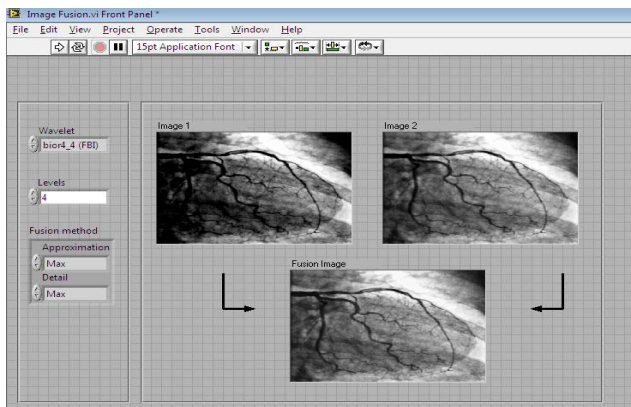 Image Fusion.vi Front Panel *
File Edit View Project Operate Tools Window Help
15pt Application Font
Wavelet
bior4_4 (FBI)
Levels
4
Fusion method
Approximation
Max
Detail
Max
Image 1
Image 2
Fusion Image